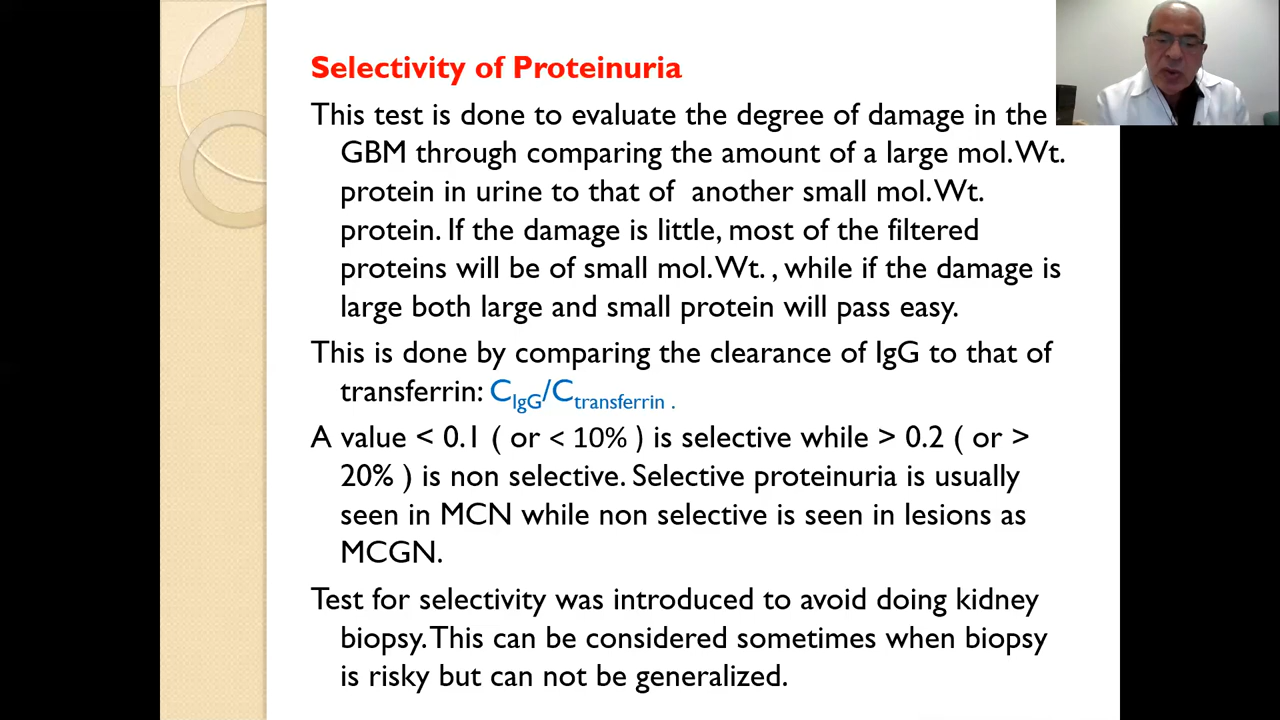 Selectivity of Proteinuria
This test is done to evaluate the degree of damage in the
GBM through comparing the amount of a large mol. Wt.
protein in urine to that of another small mol. Wt.
protein. If the damage is little, most of the filtered
proteins will be of small mol. Wt. , while if the damage is
large both large and small protein will pass easy.
This is done by comparing the clearance of IgG to that of
transferrin: CIgG/Ctransferrin .
A value < 0.1 ( or < 10% ) is selective while > 0.2 ( or >
20% ) is non selective. Selective proteinuria is usually
seen in MCN while non selective is seen in lesions as
MCGN.
Test for selectivity was introduced to avoid doing kidney
biopsy. This can be considered sometimes when biopsy
is risky but can not be generalized.